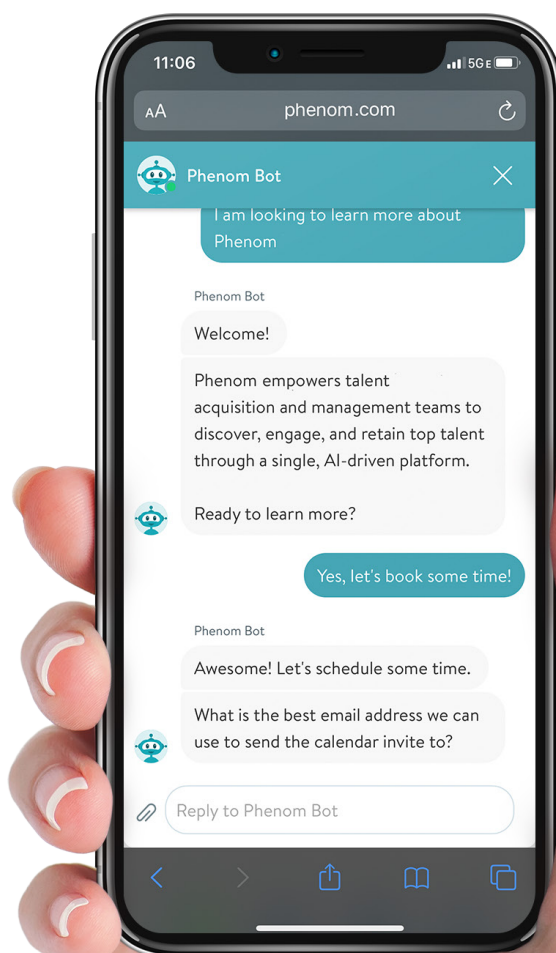 11:06
5GE
AA
phenom.com
Phenom Bot
I am looking to learn more about
Phenom
Phenom Bot
Welcome!
Phenom empowers talent
acquisition and management teams to
discover, engage, and retain top talent
through a single, AI-driven platform.
Ready to learn more?
Yes, let's book some time!
Phenom Bot
Awesome! Let's schedule some time.
What is the best email address we can
use to send the calendar invite to?
Reply to Phenom Bot